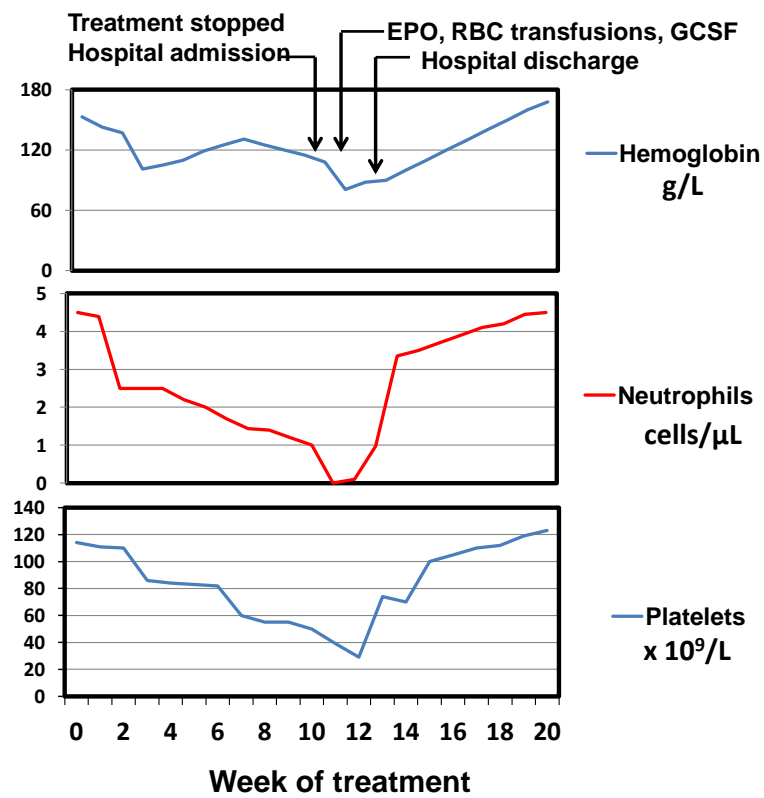 Treatment stopped
Hospital admission
EPO, RBC transfusions, GCSF
Hospital discharge
180
120
60
0
Hemoglobin
g/L
5
4
3
2
1
0
Neutrophils
cells/µL
140
120
100
80
60
40
20
0
Platelets
x 10⁹/L
0 2 4 6 8 10 12 14 16 18 20
Week of treatment